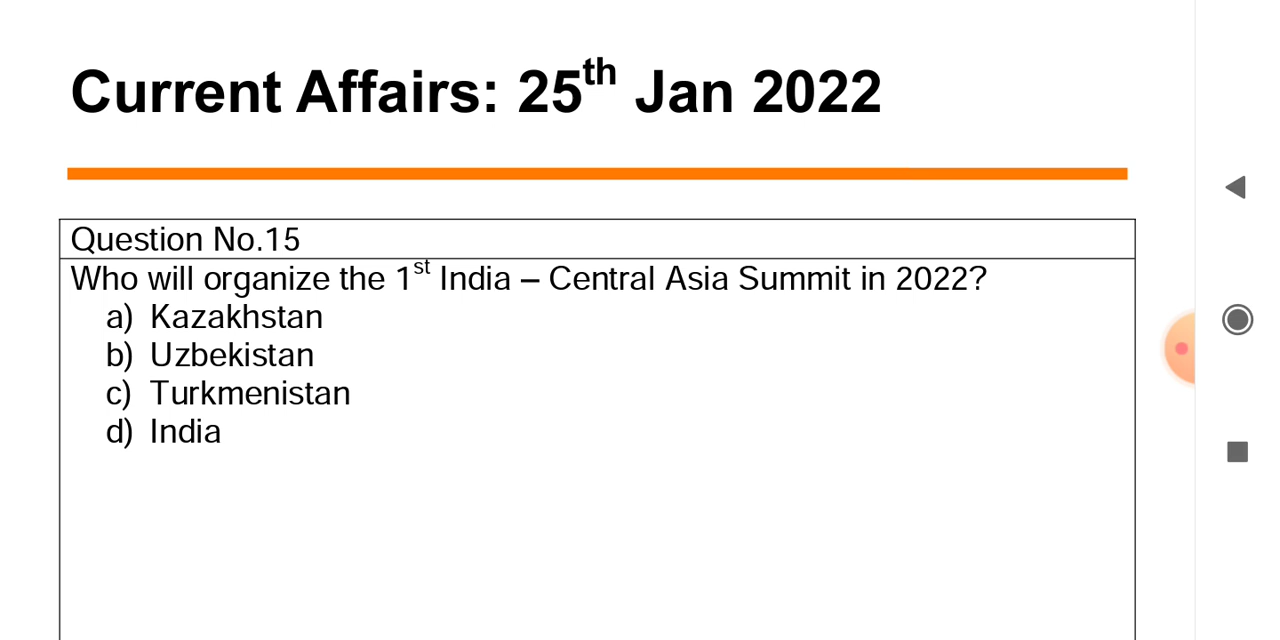 Current Affairs: 25th Jan 2022
Question No.15
Who will organize the 1st India – Central Asia Summit in 2022?
a) Kazakhstan
b) Uzbekistan
c) Turkmenistan
d) India